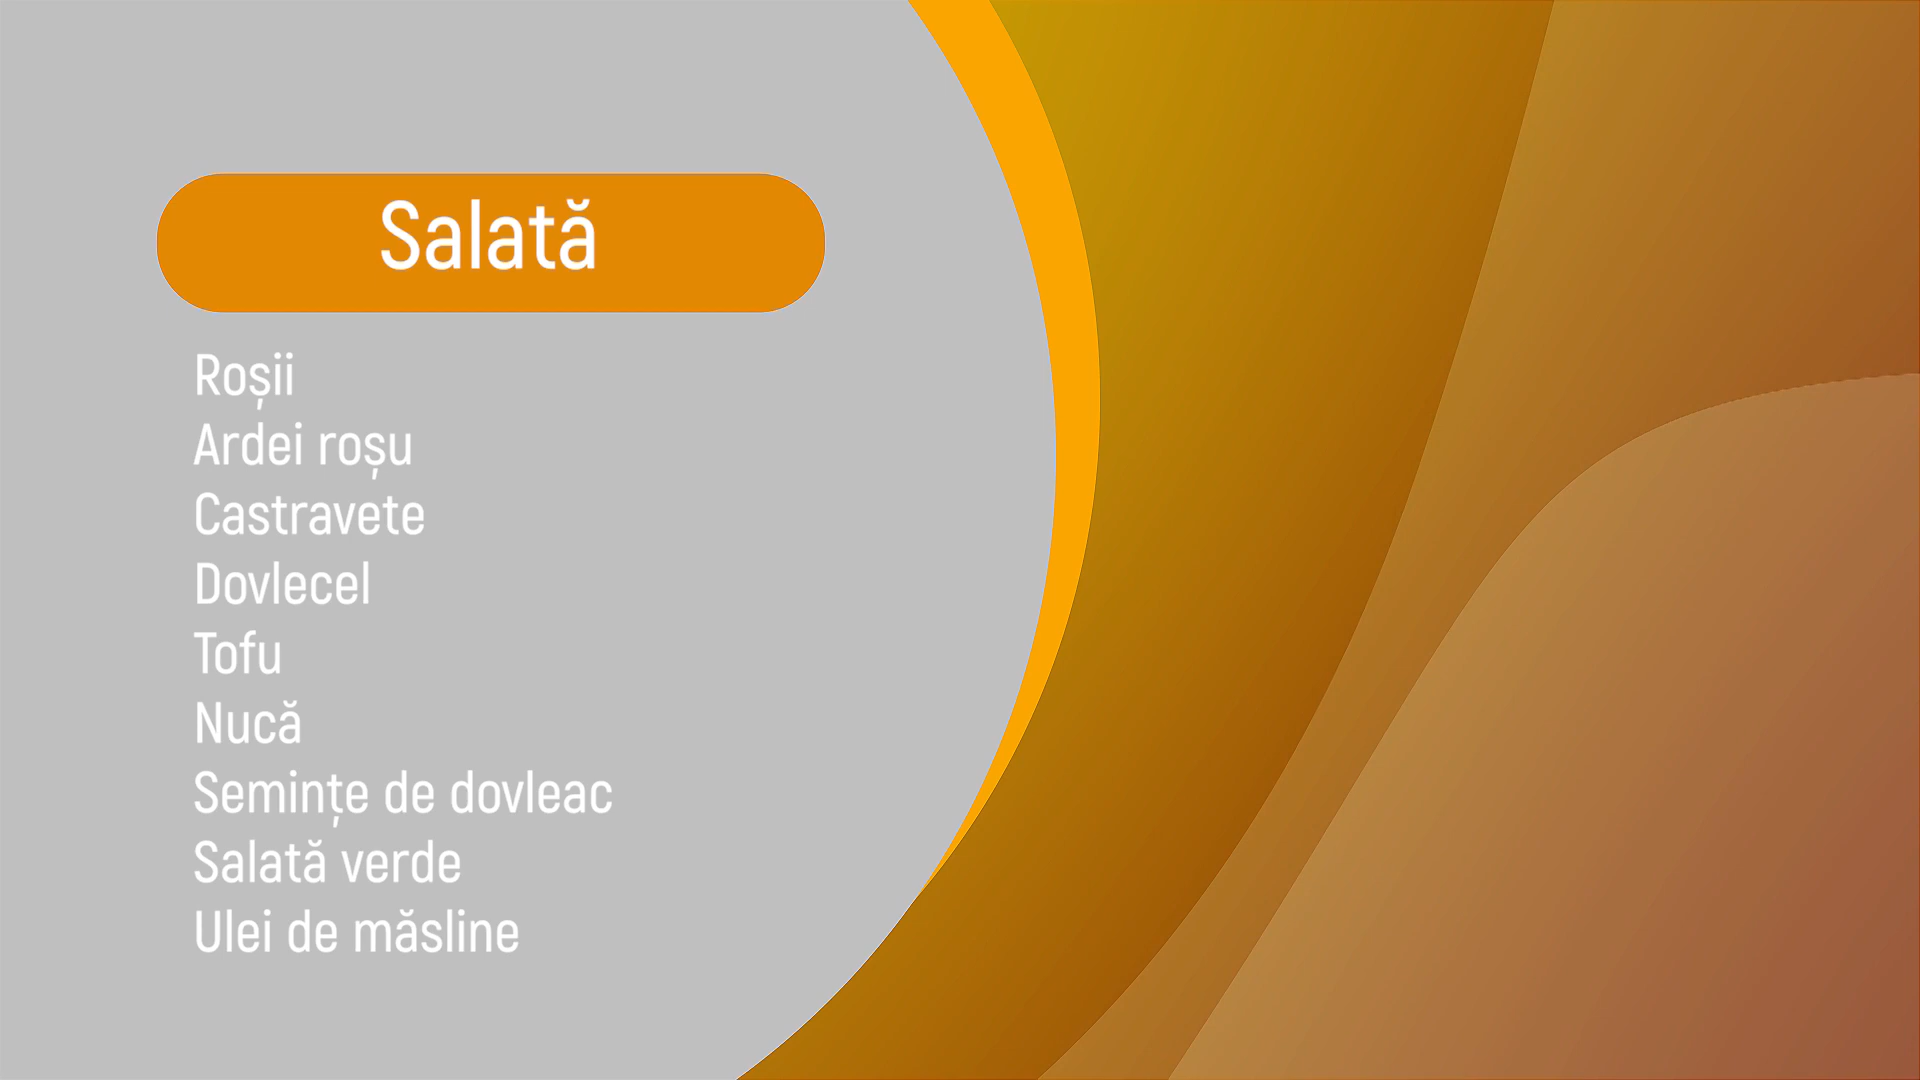 Salată
Roșii
Ardei roșu
Castravete
Dovlecel
Tofu
Nucă
Semințe de dovleac
Salată verde
Ulei de măsline